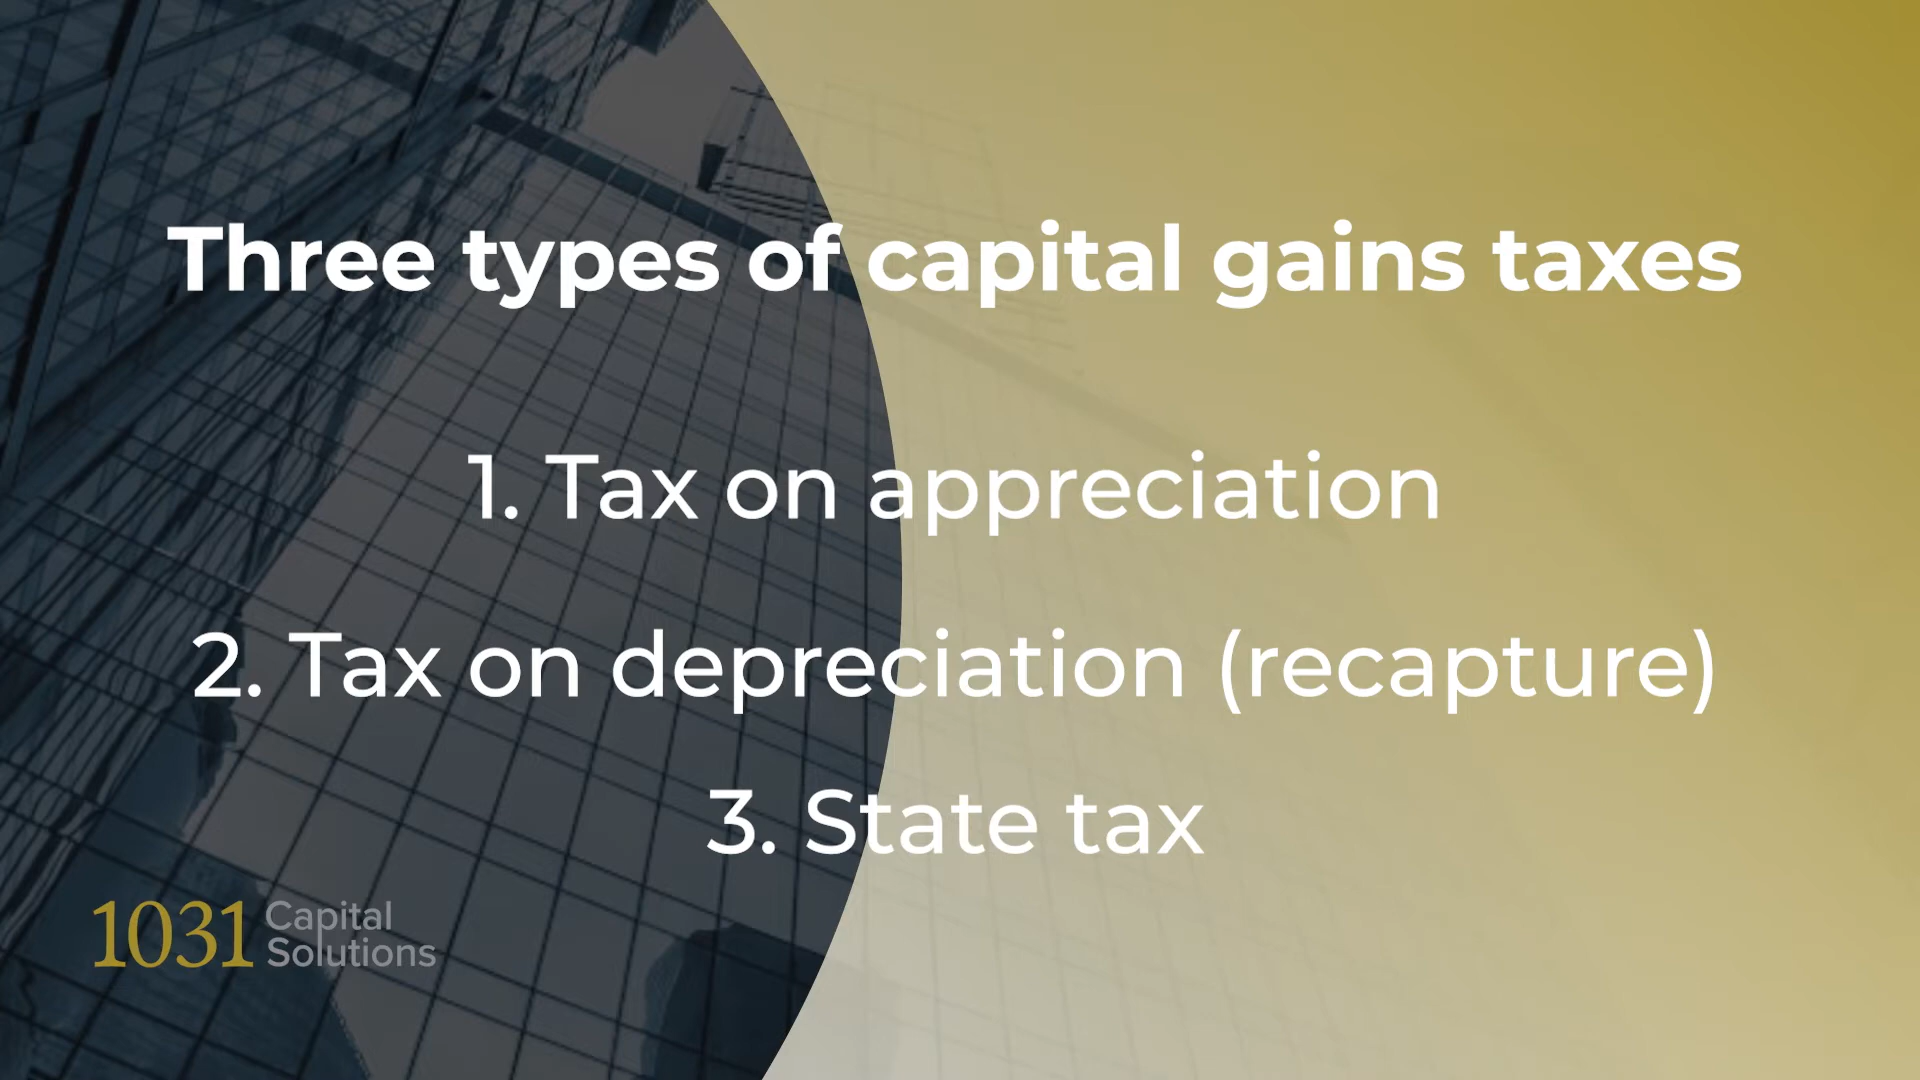 Three types of capital gains taxes
1. Tax on appreciation
2. Tax on depreciation (recapture)
3. State tax
1031 Capital
Solutions